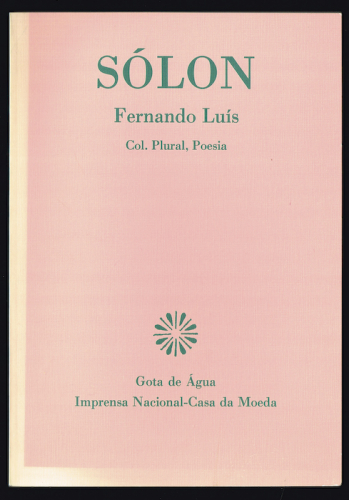 SÓLON
Fernando Luís
Col. Plural, Poesia
Gota de Água
Imprensa Nacional-Casa da Moeda